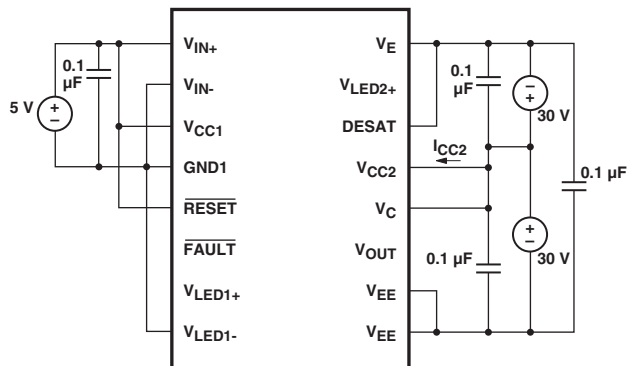 V_IN+
V_IN-
V_CC1
GND1
RESET
FAULT
V_LED1+
V_LED1-
V_E
V_LED2+
DESAT
V_CC2
V_C
V_OUT
V_EE
V_EE
0.1
µF
5 V
+
−
I_CC2
0.1
µF
−
+
30 V
0.1 µF
+
−
30 V
0.1 µF